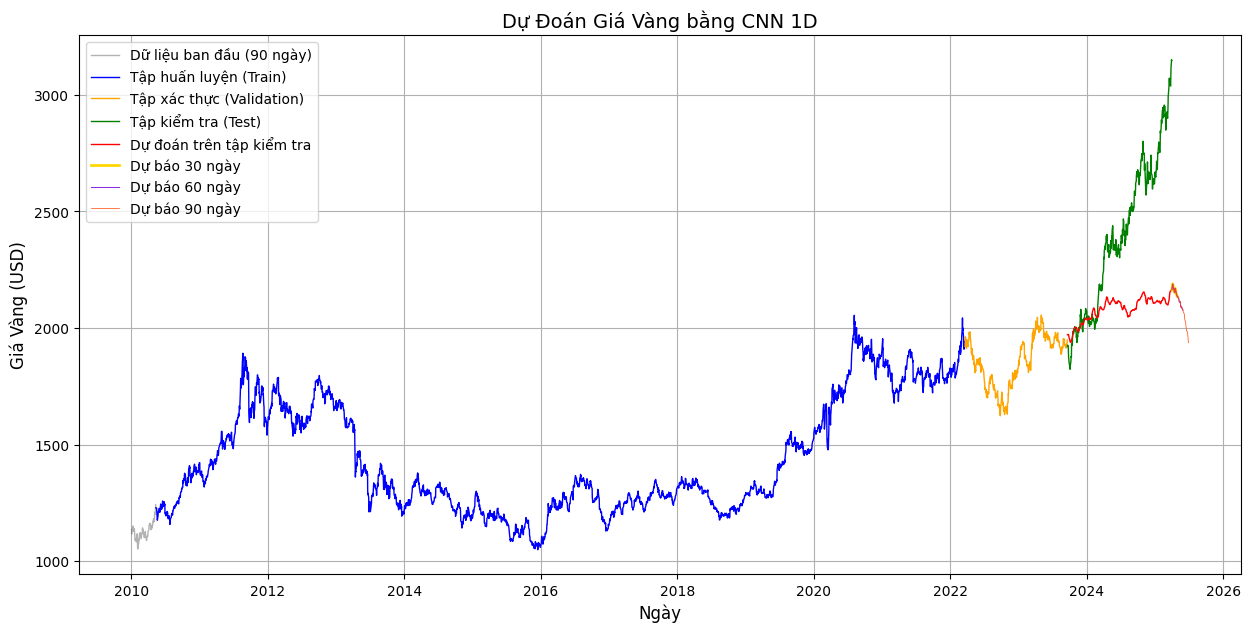 Dự Đoán Giá Vàng bằng CNN 1D
Dữ liệu ban đầu (90 ngày)
Tập huấn luyện (Train)
Tập xác thực (Validation)
Tập kiểm tra (Test)
Dự đoán trên tập kiểm tra
Dự báo 30 ngày
Dự báo 60 ngày
Dự báo 90 ngày
Giá Vàng (USD)
3000
2500
2000
1500
1000
2010 2012 2014 2016 2018 2020 2022 2024 2026
Ngày